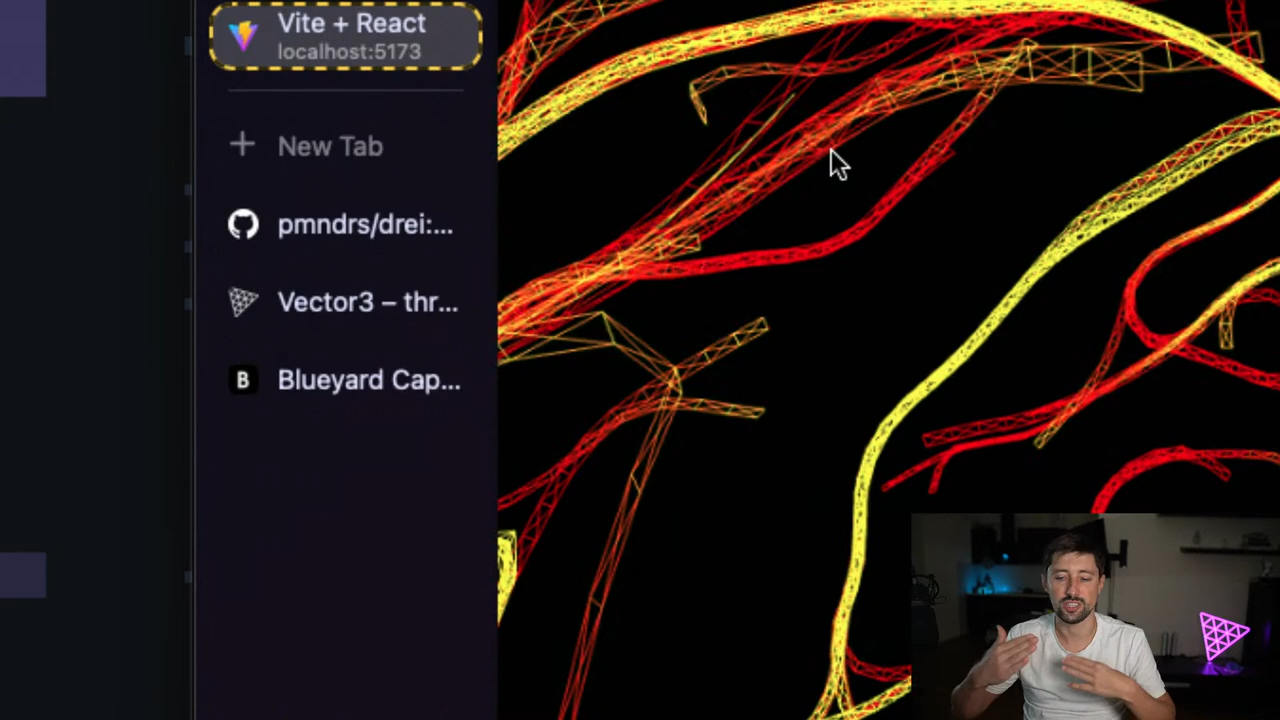 Vite + React
localhost:5173
New Tab
pmndrs/drei:...
Vector3 – thr...
B
Blueyard Cap...